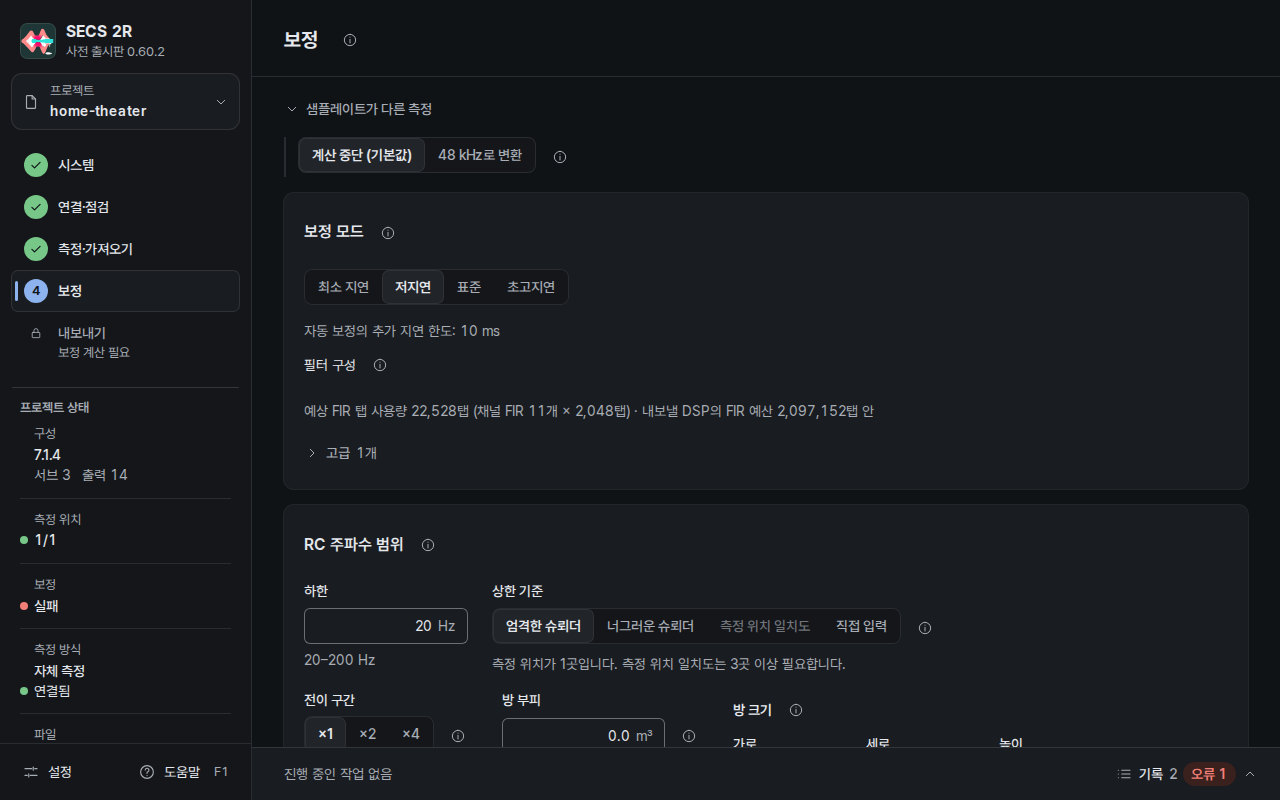 SECS 2R
사전 출시판 0.60.2
프로젝트
home-theater
시스템
연결·점검
측정·가져오기
4 보정
내보내기
보정 계산 필요
프로젝트 상태
구성
7.1.4
서브 3 출력 14
측정 위치
1/1
보정
실패
측정 방식
자체 측정
연결됨
파일
설정 도움말 F1
보정
샘플레이트가 다른 측정
계산 중단 (기본값) 48 kHz로 변환
보정 모드
최소 지연 저지연 표준 초고지연
자동 보정의 추가 지연 한도: 10 ms
필터 구성
예상 FIR 탭 사용량 22,528탭 (채널 FIR 11개 × 2,048탭) · 내보낼 DSP의 FIR 예산 2,097,152탭 안
고급 1개
RC 주파수 범위
하한 상한 기준
20 Hz 엄격한 슈뢰더 너그러운 슈뢰더 측정 위치 일치도 직접 입력
20–200 Hz 측정 위치가 1곳입니다. 측정 위치 일치도는 3곳 이상 필요합니다.
전이 구간 방 부피 방 크기
×1 ×2 ×4 0.0 m³
가로 세로 높이
진행 중인 작업 없음 기록 2 오류 1